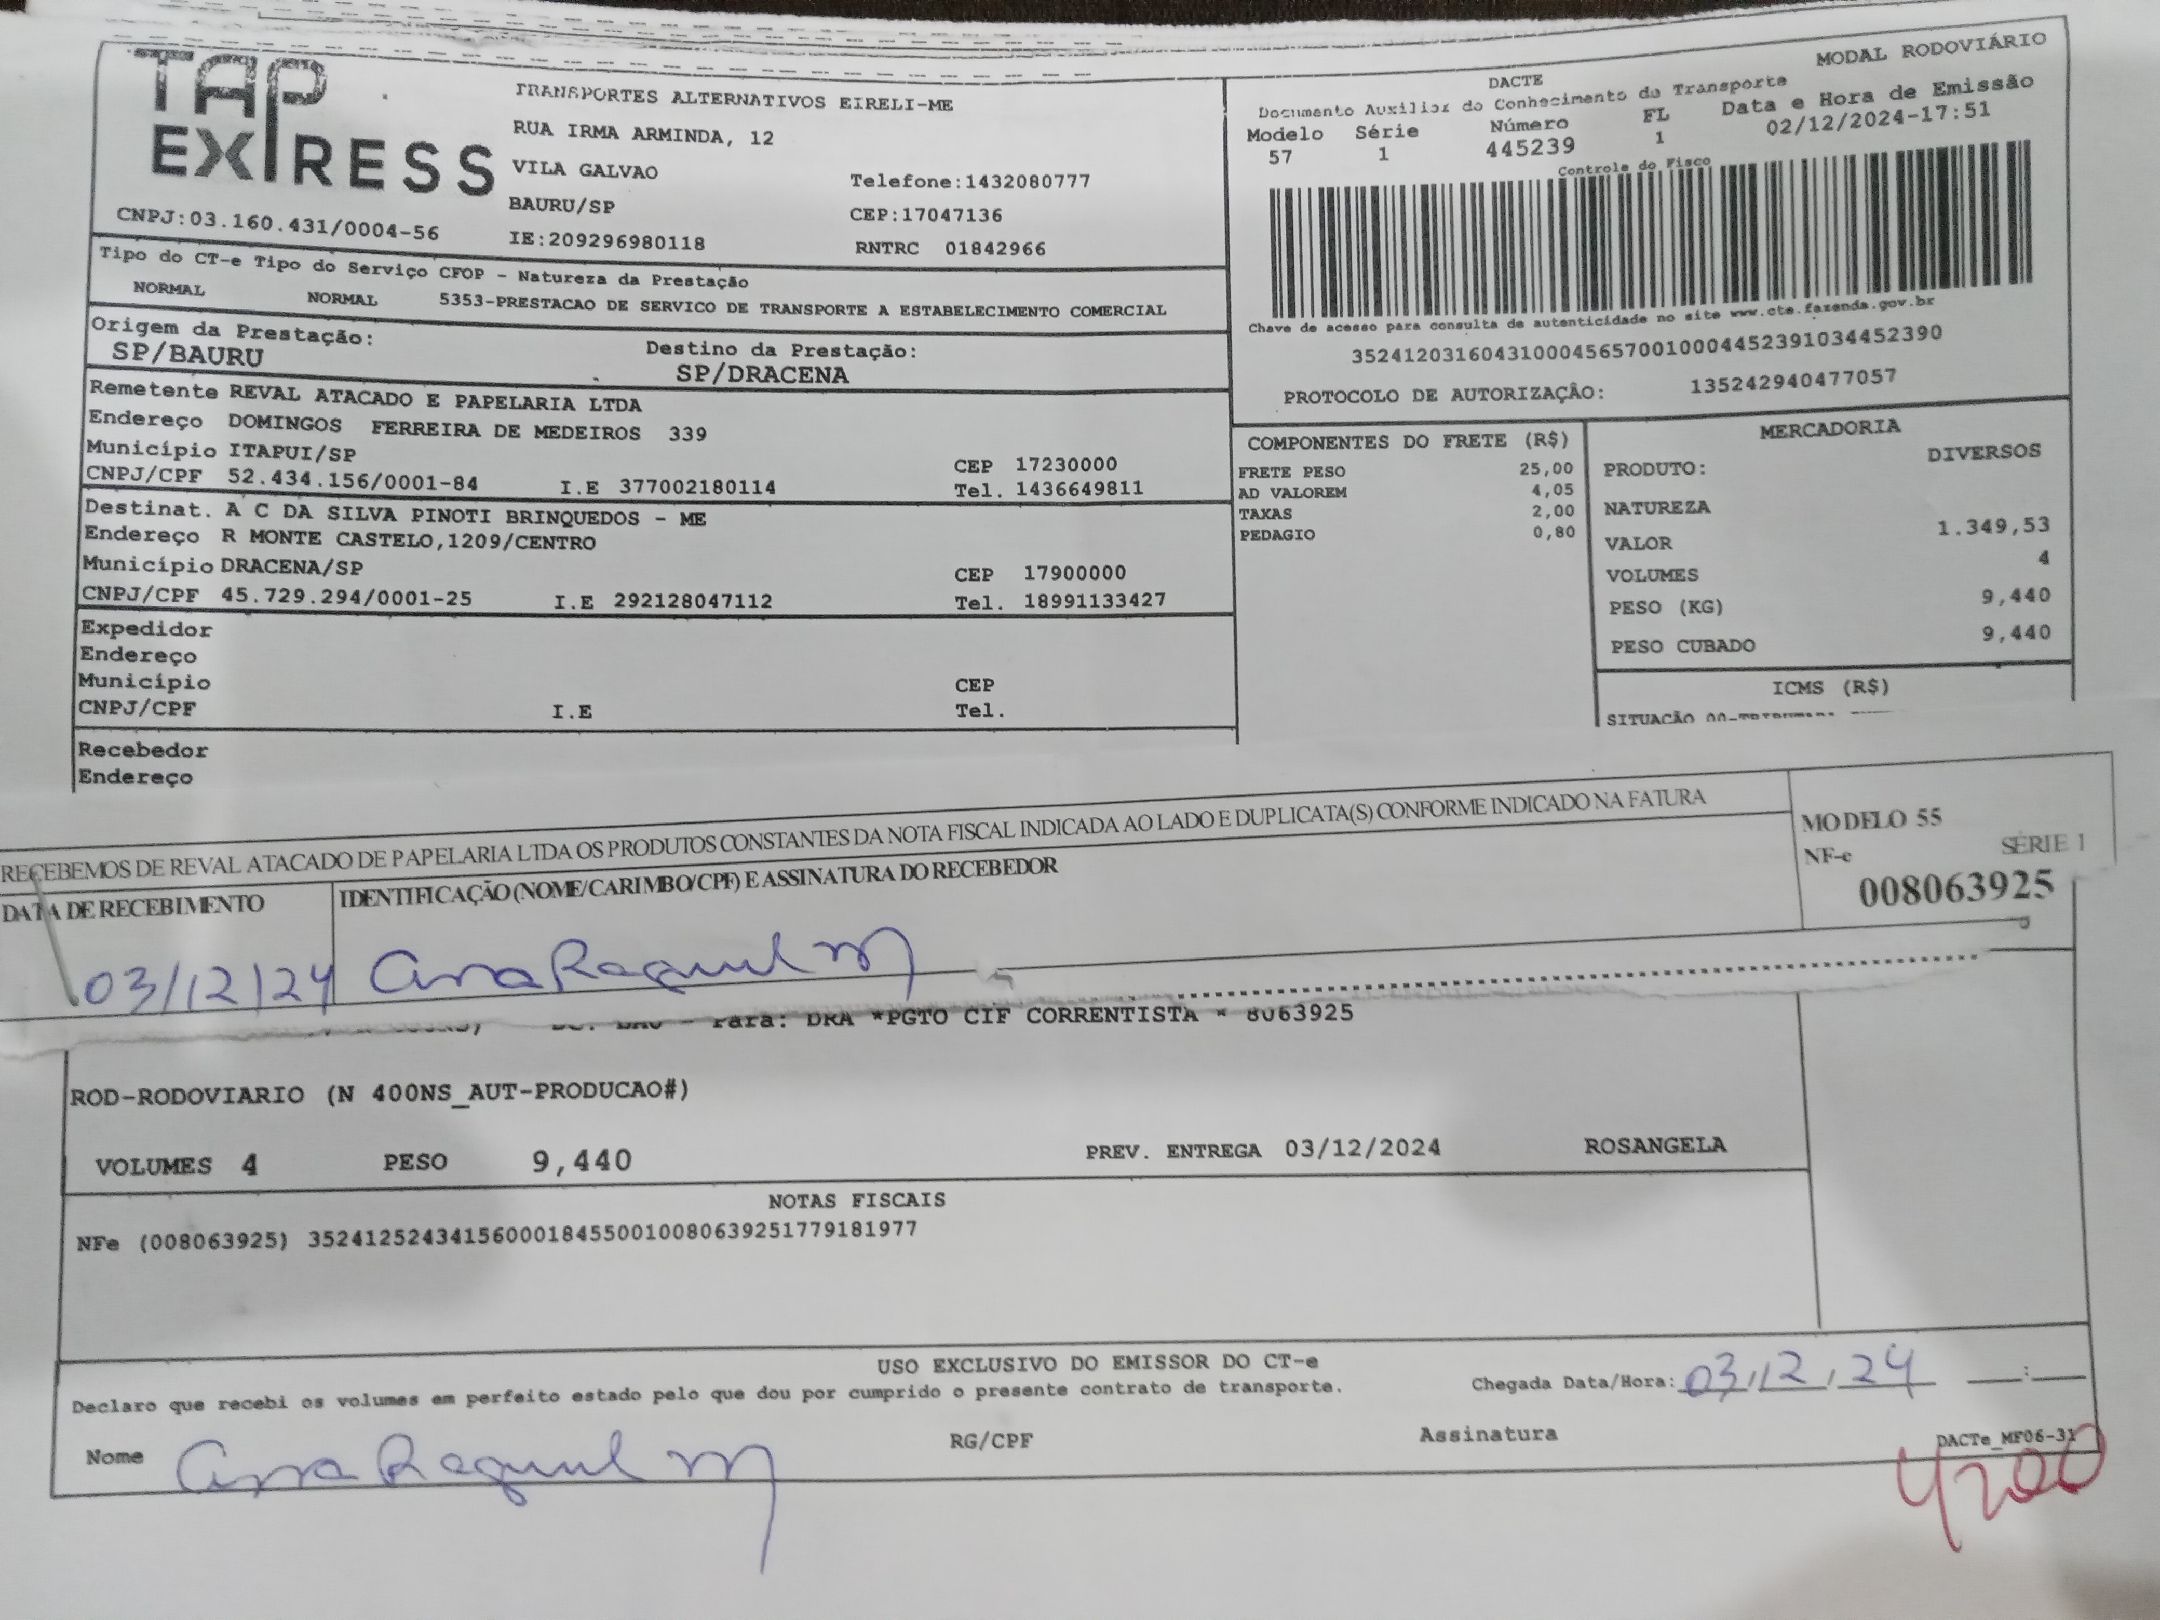 TAP
EXPRESS
TRANSPORTES ALTERNATIVOS EIRELI-ME
RUA IRMA ARMINDA, 12
VILA GALVAO
Telefone:1432080777
BAURU/SP
CEP:17047136
CNPJ:03.160.431/0004-56
IE:209296980118
RNTRC 01842966
MODAL RODOVIÁRIO
DACTE
Documento Auxiliar do Conhecimento do Transporte
Modelo Série Número FL Data e Hora de Emissão
57 1 445239 1 02/12/2024-17:51
Controle do Fisco
Chave de acesso para consulta de autenticidade no site www.cte.fazenda.gov.br
35241203160431000456570010004452391034452390
PROTOCOLO DE AUTORIZAÇÃO: 135242940477057
Tipo do CT-e Tipo do Serviço CFOP - Natureza da Prestação
NORMAL NORMAL 5353-PRESTACAO DE SERVICO DE TRANSPORTE A ESTABELECIMENTO COMERCIAL
Origem da Prestação: Destino da Prestação:
SP/BAURU SP/DRACENA
Remetente REVAL ATACADO E PAPELARIA LTDA
Endereço DOMINGOS FERREIRA DE MEDEIROS 339
Município ITAPUI/SP CEP 17230000
CNPJ/CPF 52.434.156/0001-84 I.E 377002180114 Tel. 1436649811
Destinat. A C DA SILVA PINOTI BRINQUEDOS - ME
Endereço R MONTE CASTELO,1209/CENTRO
Município DRACENA/SP CEP 17900000
CNPJ/CPF 45.729.294/0001-25 I.E 292128047112 Tel. 18991133427
Expedidor
Endereço
Município CEP
CNPJ/CPF I.E Tel.
Recebedor
Endereço
COMPONENTES DO FRETE (R$)
FRETE PESO 25,00
AD VALOREM 4,05
TAXAS 2,00
PEDAGIO 0,80
MERCADORIA
PRODUTO: DIVERSOS
NATUREZA
VALOR 1.349,53
VOLUMES 4
PESO (KG) 9,440
PESO CUBADO 9,440
ICMS (R$)
SITUAÇÃO
RECEBEMOS DE REVAL ATACADO DE PAPELARIA LTDA OS PRODUTOS CONSTANTES DA NOTA FISCAL INDICADA AO LADO E DUPLICATA(S) CONFORME INDICADO NA FATURA
MODELO 55
NF-e SÉRIE 1
008063925
DATA DE RECEBIMENTO IDENTIFICAÇÃO (NOME/CARIMBO/CPF) E ASSINATURA DO RECEBEDOR
03/12/24 Ana Raquel M
Para: DRA *PGTO CIF CORRENTISTA * 8063925
ROD-RODOVIARIO (N 400NS_AUT-PRODUCAO#)
VOLUMES 4 PESO 9,440 PREV. ENTREGA 03/12/2024 ROSANGELA
NOTAS FISCAIS
NFe (008063925) 35241252434156000184550010080639251779181977
USO EXCLUSIVO DO EMISSOR DO CT-e
Declaro que recebi os volumes em perfeito estado pelo que dou por cumprido o presente contrato de transporte.
Chegada Data/Hora: 03/12/24 __:__
Nome Ana Raquel M RG/CPF Assinatura
DACTe_MF06-31
4200